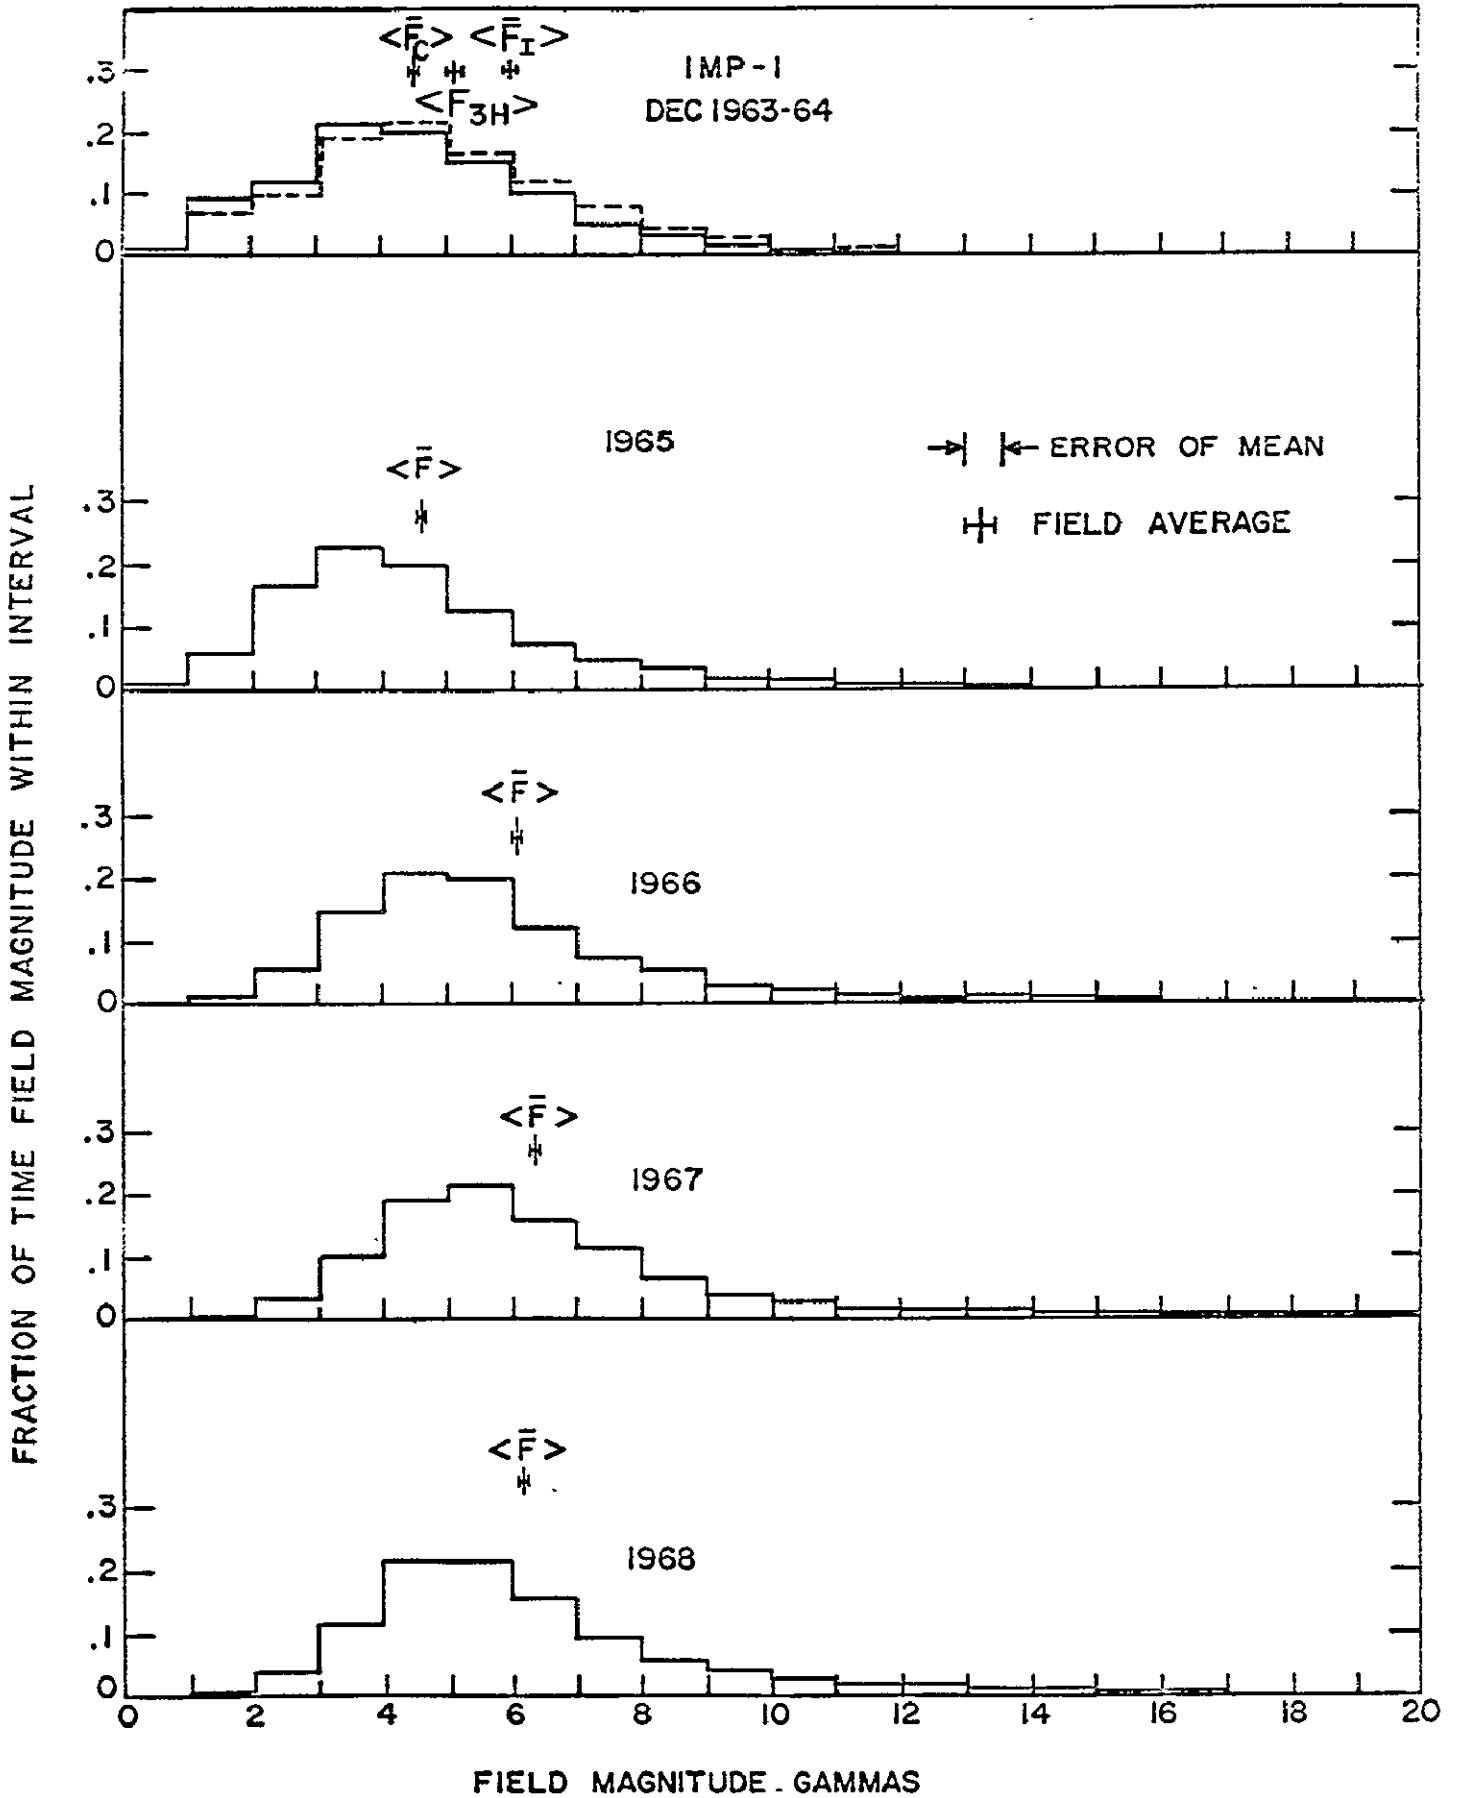 <F̄C> <F̄I>
<F3H>
IMP-1
DEC 1963-64
.3
.2
.1
0
1965
<F̄>
ERROR OF MEAN
FIELD AVERAGE
.3
.2
.1
0
<F̄>
1966
.3
.2
.1
0
<F̄>
1967
.3
.2
.1
0
<F̄>
1968
.3
.2
.1
0
0 2 4 6 8 10 12 14 16 18 20
FIELD MAGNITUDE - GAMMAS
FRACTION OF TIME FIELD MAGNITUDE WITHIN INTERVAL